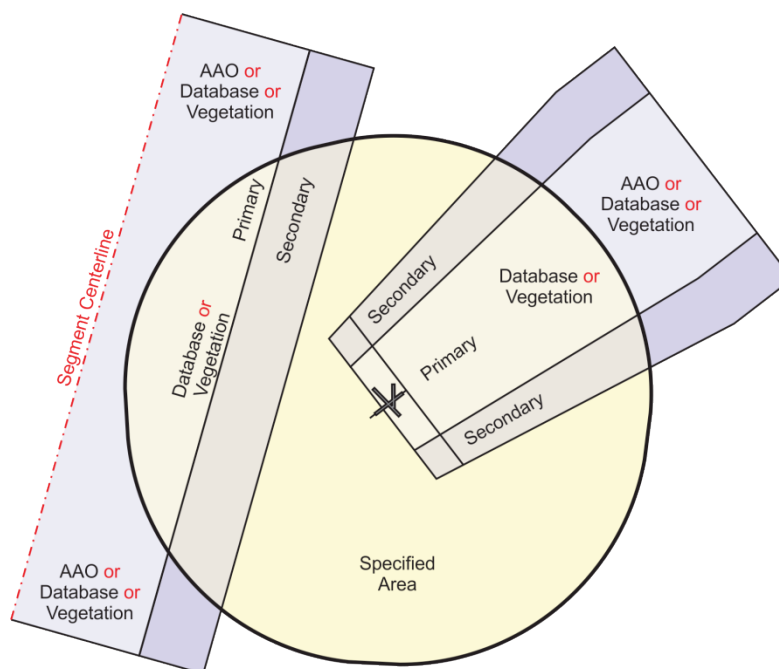 AAO or
Database or
Vegetation
Primary
Secondary
Segment Centerline
Database or
Vegetation
AAO or
Database or
Vegetation
Secondary
Database or
Vegetation
Primary
Secondary
AAO or
Database or
Vegetation
Specified
Area